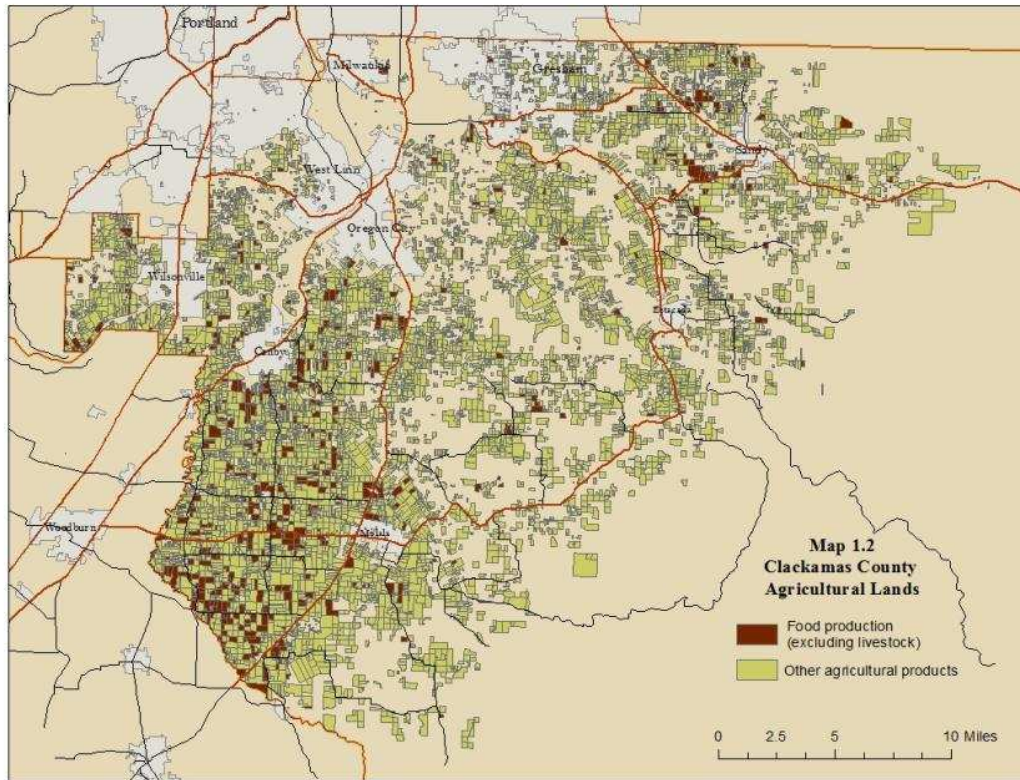 Portland
Milwaukie
Gresham
Sandy
West Linn
Oregon City
Wilsonville
Estacada
Canby
Woodburn
Molalla
Map 1.2
Clackamas County
Agricultural Lands
Food production
(excluding livestock)
Other agricultural products
0 2.5 5 10 Miles